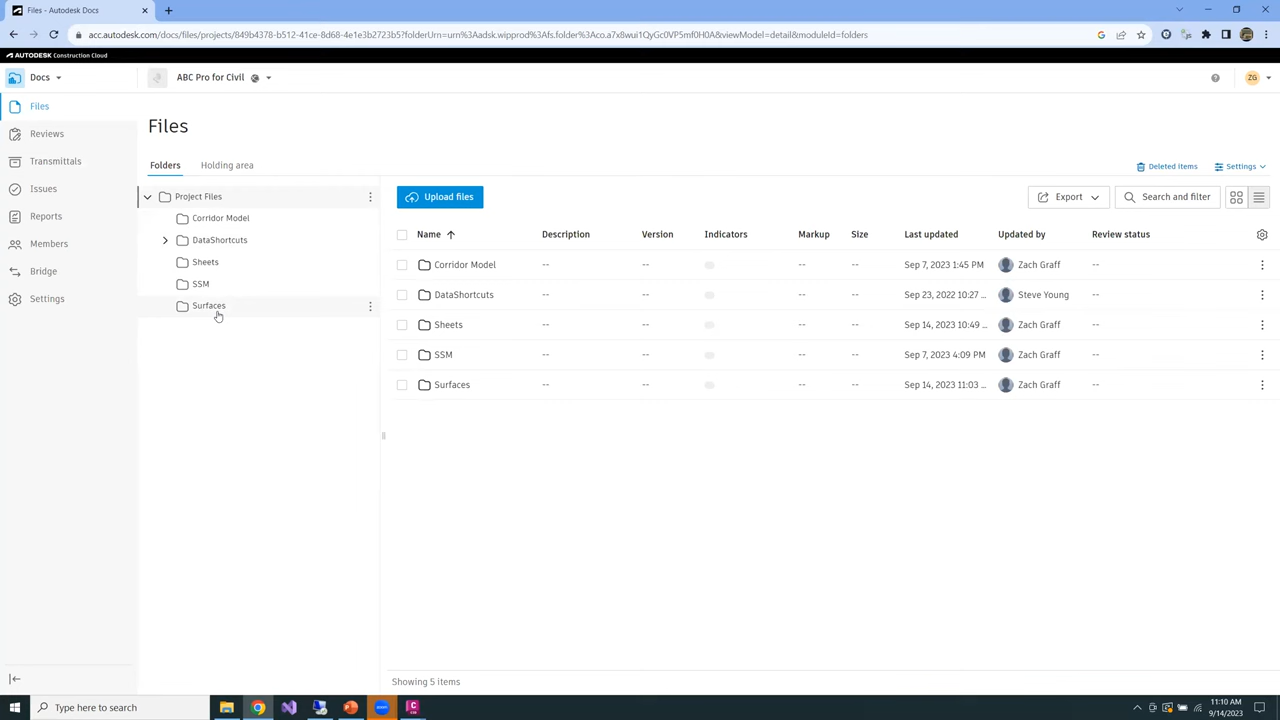 Files - Autodesk Docs
acc.autodesk.com/docs/files/projects/849b4378-b512-41ce-8d68-4e1e3b2723b5?folderUrn=urn%3Aadsk.wipprod%3Afs.folder%3Aco.a7x8wui1QyGc0VP5mf0H0A&viewModel=detail&moduleId=folders
AUTODESK Construction Cloud
Docs
ABC Pro for Civil
ZG
Files
Reviews
Transmittals
Issues
Reports
Members
Bridge
Settings
Files
Folders Holding area
Deleted items Settings
Project Files
Corridor Model
DataShortcuts
Sheets
SSM
Surfaces
Upload files Export Search and filter
Name Description Version Indicators Markup Size Last updated Updated by Review status
Corridor Model -- -- -- -- Sep 7, 2023 1:45 PM Zach Graff --
DataShortcuts -- -- -- -- Sep 23, 2022 10:27 ... Steve Young --
Sheets -- -- -- -- Sep 14, 2023 10:49 ... Zach Graff --
SSM -- -- -- -- Sep 7, 2023 4:09 PM Zach Graff --
Surfaces -- -- -- -- Sep 14, 2023 11:03 ... Zach Graff --
Showing 5 items
Type here to search
11:10 AM
9/14/2023